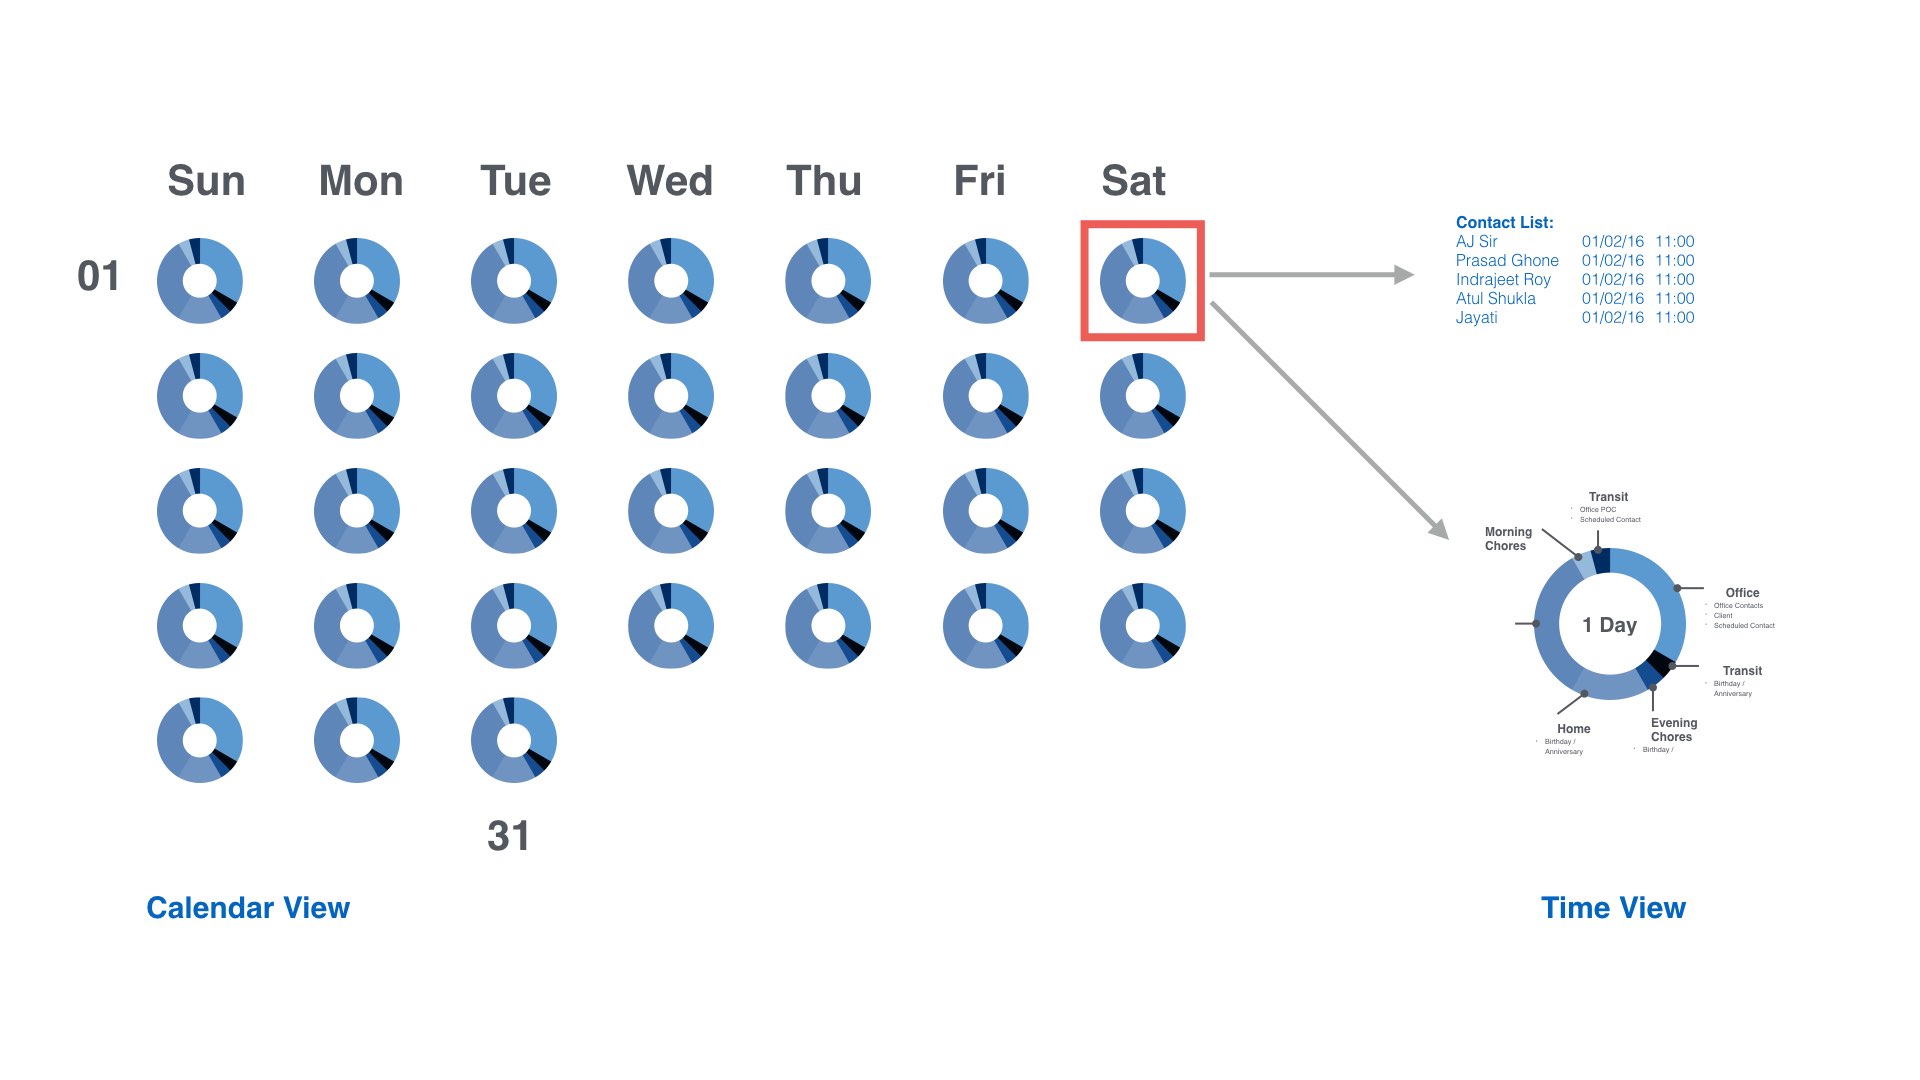 Sun Mon Tue Wed Thu Fri Sat
01
31
Calendar View
Contact List:
AJ Sir 01/02/16 11:00
Prasad Ghone 01/02/16 11:00
Indrajeet Roy 01/02/16 11:00
Atul Shukla 01/02/16 11:00
Jayati 01/02/16 11:00
Transit
· Office POC
· Scheduled Contact
Morning
Chores
Office
· Office Contacts
· Client
· Scheduled Contact
1 Day
Transit
· Birthday /
Anniversary
Evening
Chores
· Birthday /
Home
· Birthday /
Anniversary
Time View